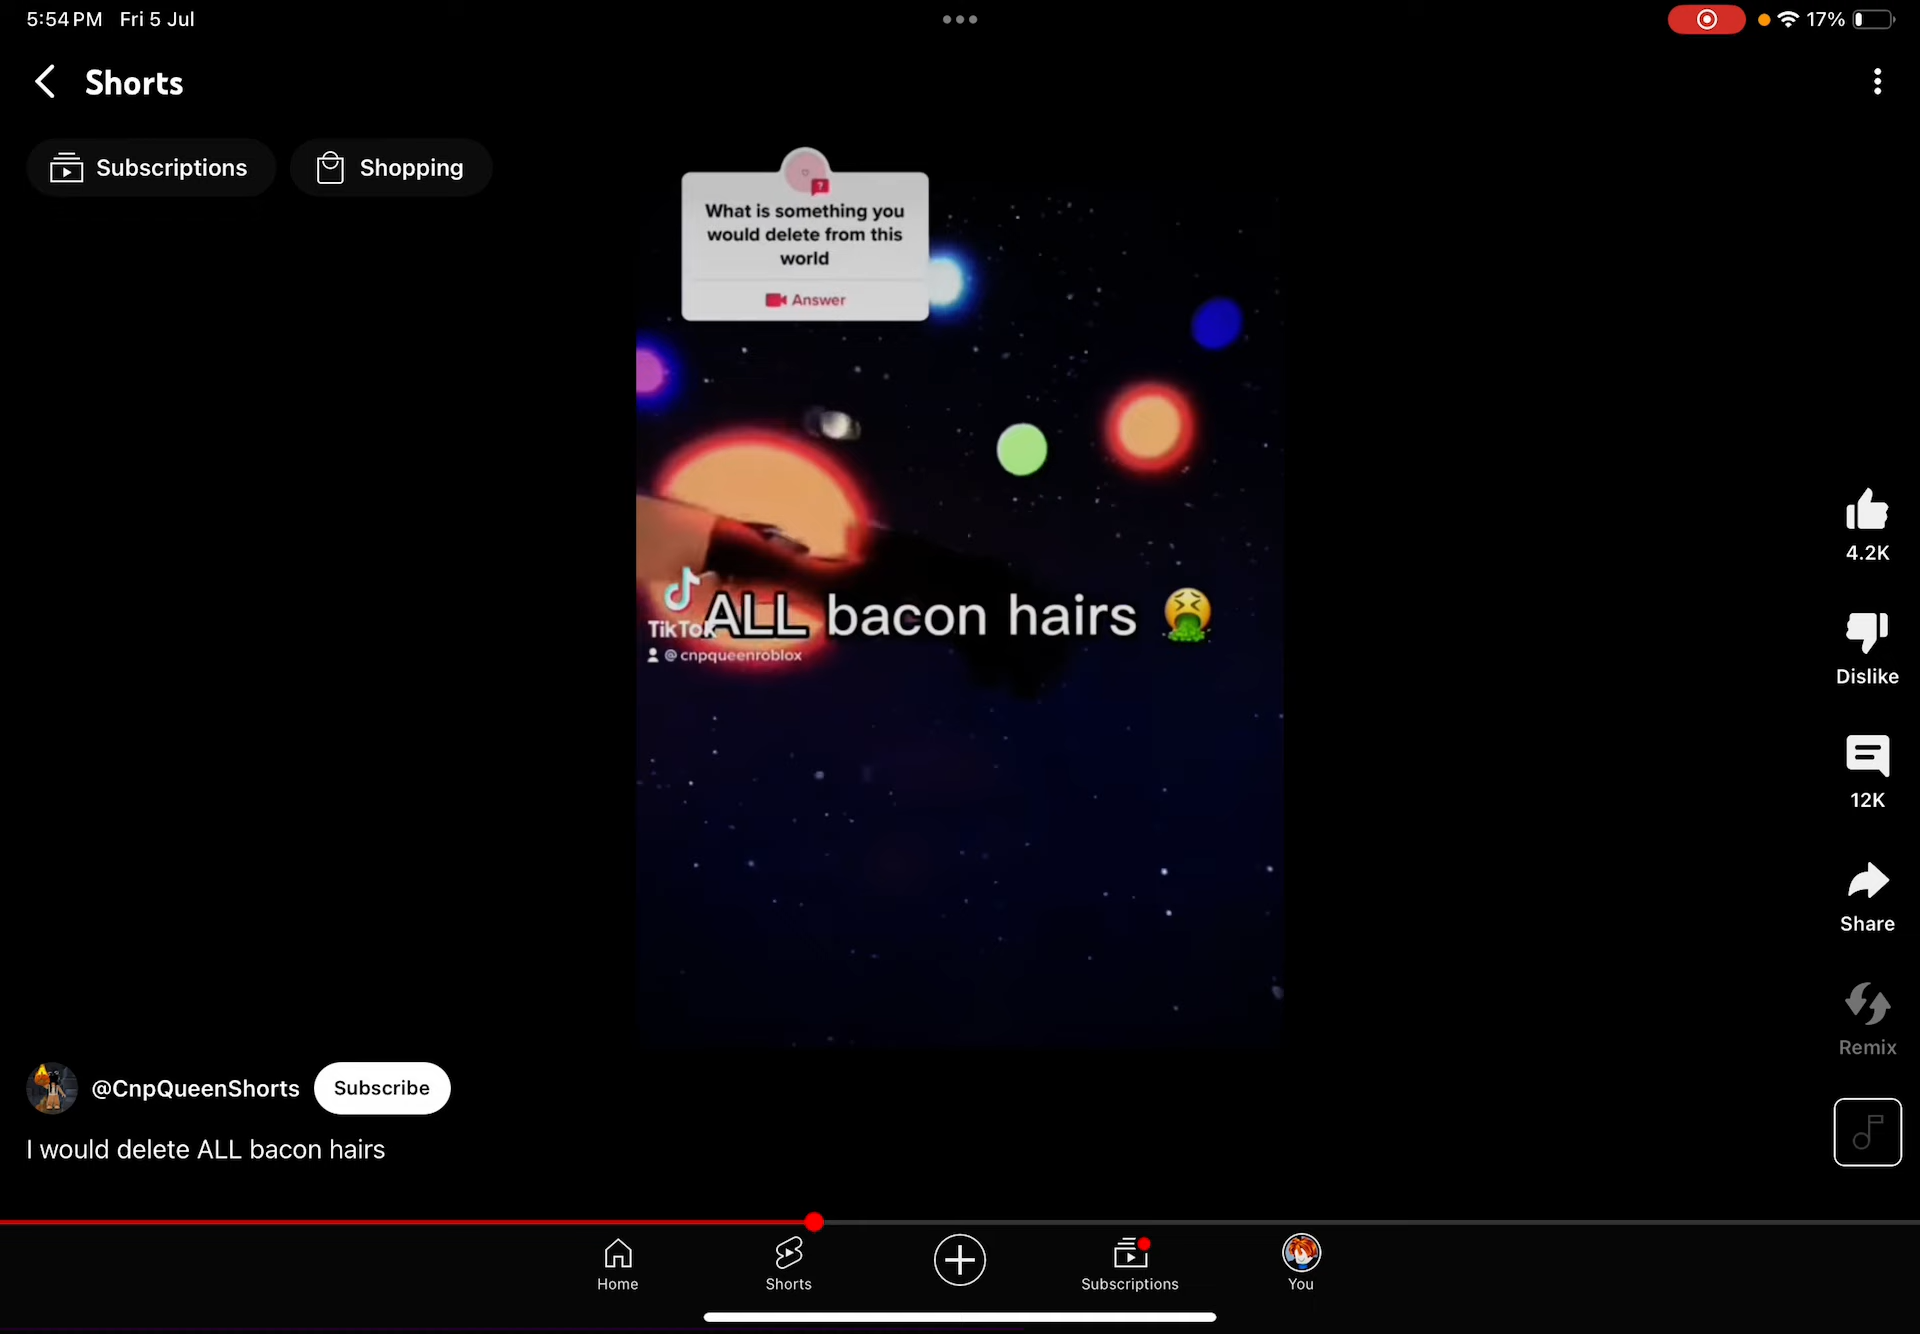 5:54 PM Fri 5 Jul
17%
Shorts
Subscriptions
Shopping
What is something you
would delete from this
world
Answer
ALL bacon hairs 🤮
TikTok
@cnpqueenroblox
4.2K
Dislike
12K
Share
Remix
@CnpQueenShorts
Subscribe
I would delete ALL bacon hairs
Home
Shorts
Subscriptions
You